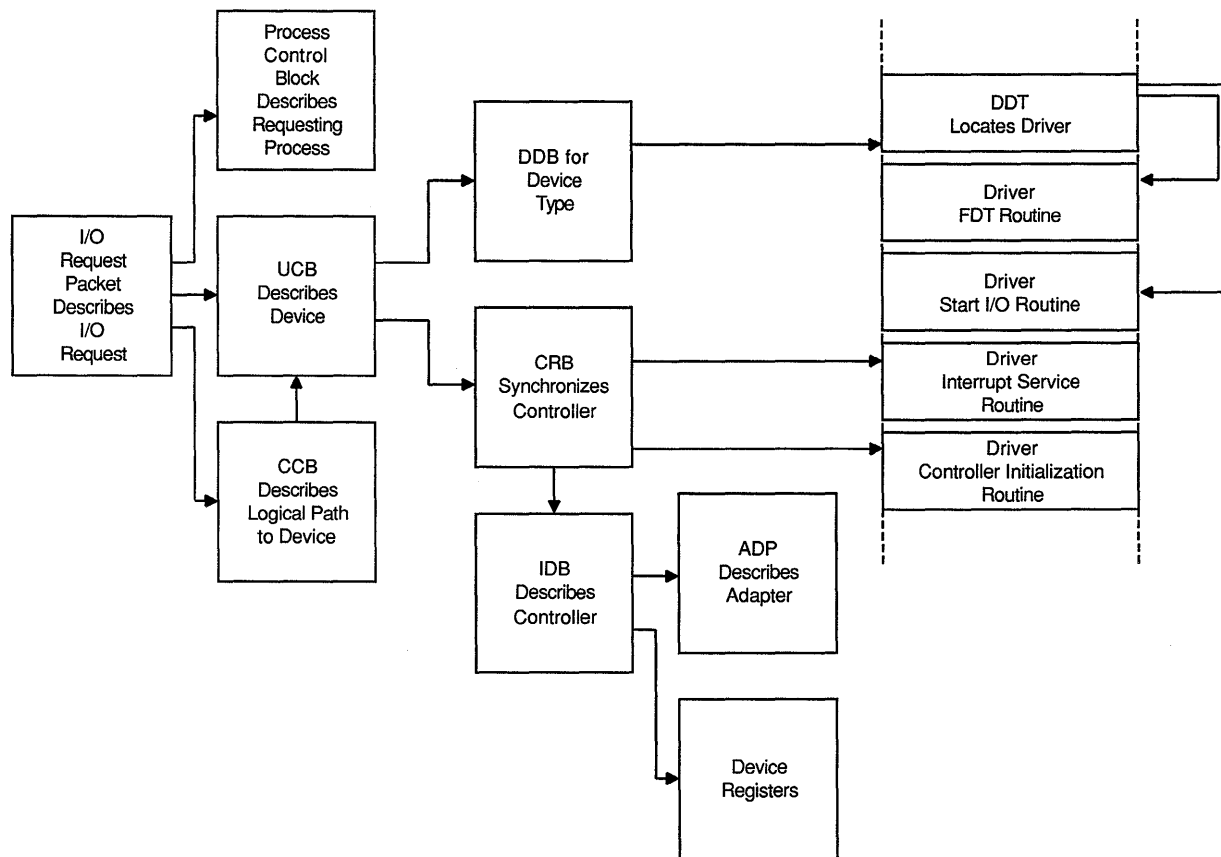 Process
Control
Block
Describes
Requesting
Process
DDT
Locates Driver
DDB for
Device
Type
Driver
FDT Routine
I/O
Request
Packet
Describes
I/O
Request
UCB
Describes
Device
Driver
Start I/O Routine
CRB
Synchronizes
Controller
Driver
Interrupt Service
Routine
CCB
Describes
Logical Path
to Device
Driver
Controller Initialization
Routine
IDB
Describes
Controller
ADP
Describes
Adapter
Device
Registers